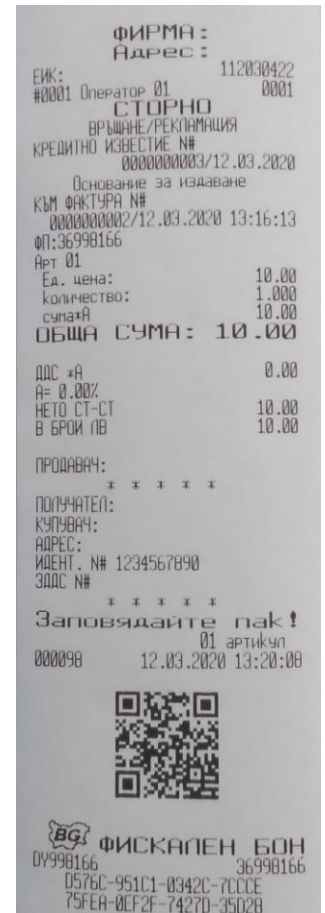 ФИРМА:
Адрес:
ЕИК: 112030422
#0001 Оператор 01 0001
СТОРНО
ВРЪЩАНЕ/РЕКЛАМАЦИЯ
КРЕДИТНО ИЗВЕСТИЕ N#
0000000003/12.03.2020
Основание за издаване
КЪМ ФАКТУРА N#
0000000002/12.03.2020 13:16:13
ФП:36998166
Арт 01
Ед. цена: 10.00
количество: 1.000
сума*А 10.00
ОБЩА СУМА: 10.00
ДДС *А 0.00
А= 0.00%
НЕТО СТ-СТ 10.00
В БРОЙ ЛВ 10.00
ПРОДАВАЧ:
* * * * *
ПОЛУЧАТЕЛ:
КУПУВАЧ:
АДРЕС:
ИДЕНТ. N# 1234567890
ЗДДС N#
* * * * *
Заповядайте пак!
01 артикул
000098 12.03.2020 13:20:08
BG ФИСКАЛЕН БОН
DY998166 36998166
D576C-951C1-0342C-7CCCE
75FEA-0EF2F-7427D-35D28